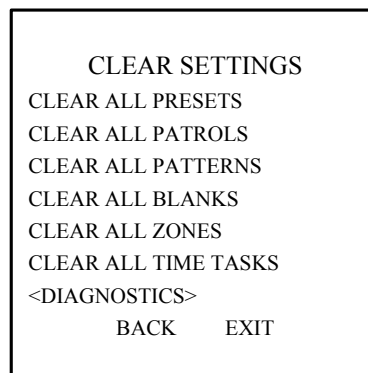 CLEAR SETTINGS
CLEAR ALL PRESETS
CLEAR ALL PATROLS
CLEAR ALL PATTERNS
CLEAR ALL BLANKS
CLEAR ALL ZONES
CLEAR ALL TIME TASKS
<DIAGNOSTICS>
BACK EXIT